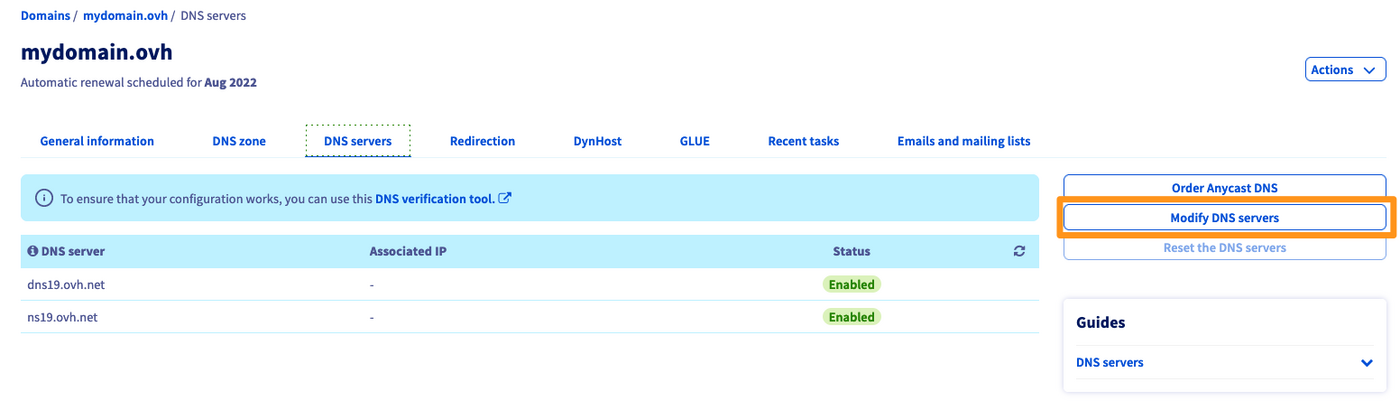 Domains / mydomain.ovh / DNS servers
mydomain.ovh
Automatic renewal scheduled for Aug 2022
Actions
General information DNS zone DNS servers Redirection DynHost GLUE Recent tasks Emails and mailing lists
To ensure that your configuration works, you can use this DNS verification tool.
DNS server Associated IP Status
dns19.ovh.net - Enabled
ns19.ovh.net - Enabled
Order Anycast DNS
Modify DNS servers
Reset the DNS servers
Guides
DNS servers